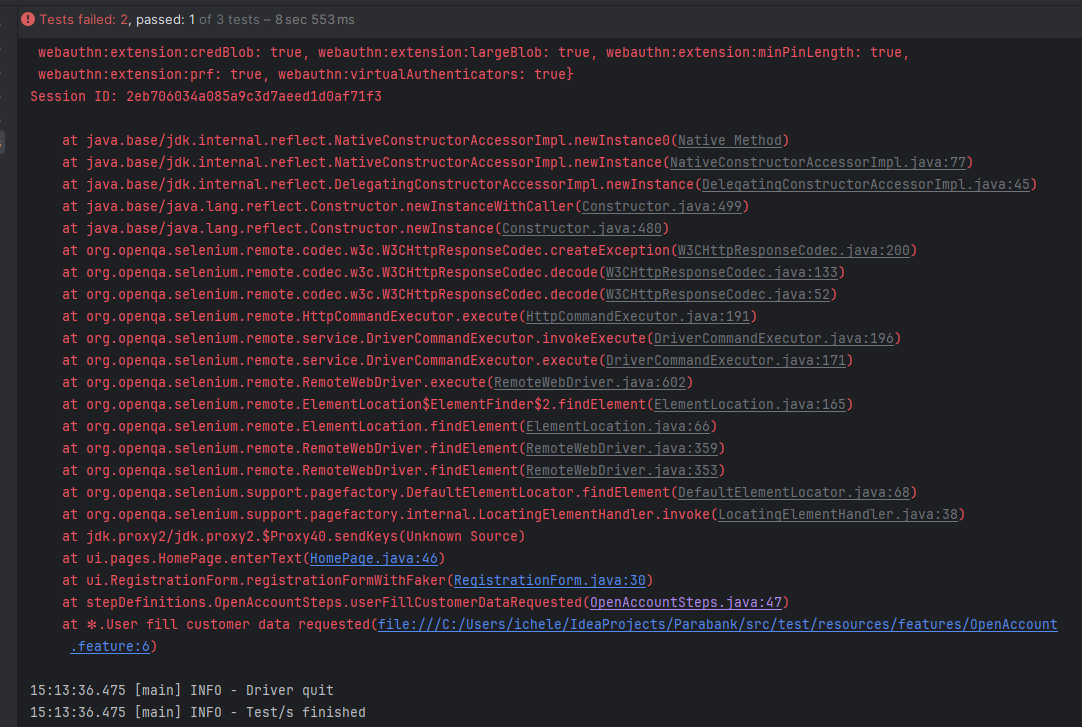 Tests failed: 2, passed: 1 of 3 tests – 8 sec 553 ms
webauthn:extension:credBlob: true, webauthn:extension:largeBlob: true, webauthn:extension:minPinLength: true,
webauthn:extension:prf: true, webauthn:virtualAuthenticators: true}
Session ID: 2eb706034a085a9c3d7aeed1d0af71f3
at java.base/jdk.internal.reflect.NativeConstructorAccessorImpl.newInstance0(Native Method)
at java.base/jdk.internal.reflect.NativeConstructorAccessorImpl.newInstance(NativeConstructorAccessorImpl.java:77)
at java.base/jdk.internal.reflect.DelegatingConstructorAccessorImpl.newInstance(DelegatingConstructorAccessorImpl.java:45)
at java.base/java.lang.reflect.Constructor.newInstanceWithCaller(Constructor.java:499)
at java.base/java.lang.reflect.Constructor.newInstance(Constructor.java:480)
at org.openqa.selenium.remote.codec.w3c.W3CHttpResponseCodec.createException(W3CHttpResponseCodec.java:200)
at org.openqa.selenium.remote.codec.w3c.W3CHttpResponseCodec.decode(W3CHttpResponseCodec.java:133)
at org.openqa.selenium.remote.codec.w3c.W3CHttpResponseCodec.decode(W3CHttpResponseCodec.java:52)
at org.openqa.selenium.remote.HttpCommandExecutor.execute(HttpCommandExecutor.java:191)
at org.openqa.selenium.remote.service.DriverCommandExecutor.invokeExecute(DriverCommandExecutor.java:196)
at org.openqa.selenium.remote.service.DriverCommandExecutor.execute(DriverCommandExecutor.java:171)
at org.openqa.selenium.remote.RemoteWebDriver.execute(RemoteWebDriver.java:602)
at org.openqa.selenium.remote.ElementLocation$ElementFinder$2.findElement(ElementLocation.java:165)
at org.openqa.selenium.remote.ElementLocation.findElement(ElementLocation.java:66)
at org.openqa.selenium.remote.RemoteWebDriver.findElement(RemoteWebDriver.java:359)
at org.openqa.selenium.remote.RemoteWebDriver.findElement(RemoteWebDriver.java:353)
at org.openqa.selenium.support.pagefactory.DefaultElementLocator.findElement(DefaultElementLocator.java:68)
at org.openqa.selenium.support.pagefactory.internal.LocatingElementHandler.invoke(LocatingElementHandler.java:38)
at jdk.proxy2/jdk.proxy2.$Proxy40.sendKeys(Unknown Source)
at ui.pages.HomePage.enterText(HomePage.java:46)
at ui.RegistrationForm.registrationFormWithFaker(RegistrationForm.java:30)
at stepDefinitions.OpenAccountSteps.userFillCustomerDataRequested(OpenAccountSteps.java:47)
at ✽.User fill customer data requested(file:///C:/Users/ichele/IdeaProjects/Parabank/src/test/resources/features/OpenAccount
.feature:6)
15:13:36.475 [main] INFO - Driver quit
15:13:36.475 [main] INFO - Test/s finished